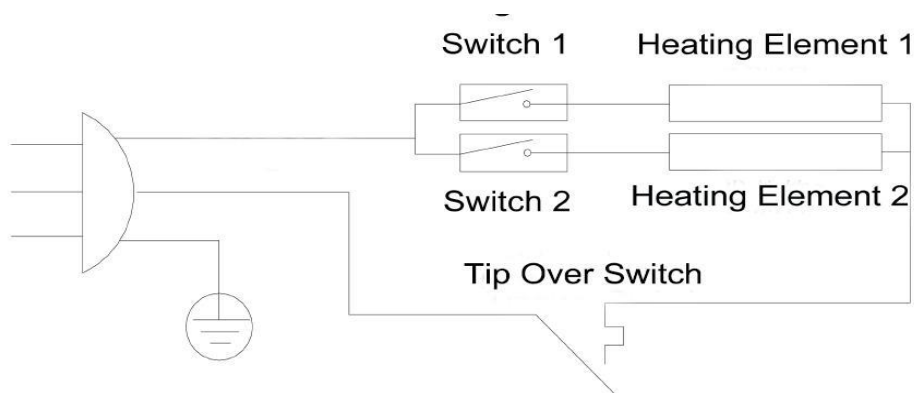 Switch 1
Heating Element 1
Switch 2
Heating Element 2
Tip Over Switch